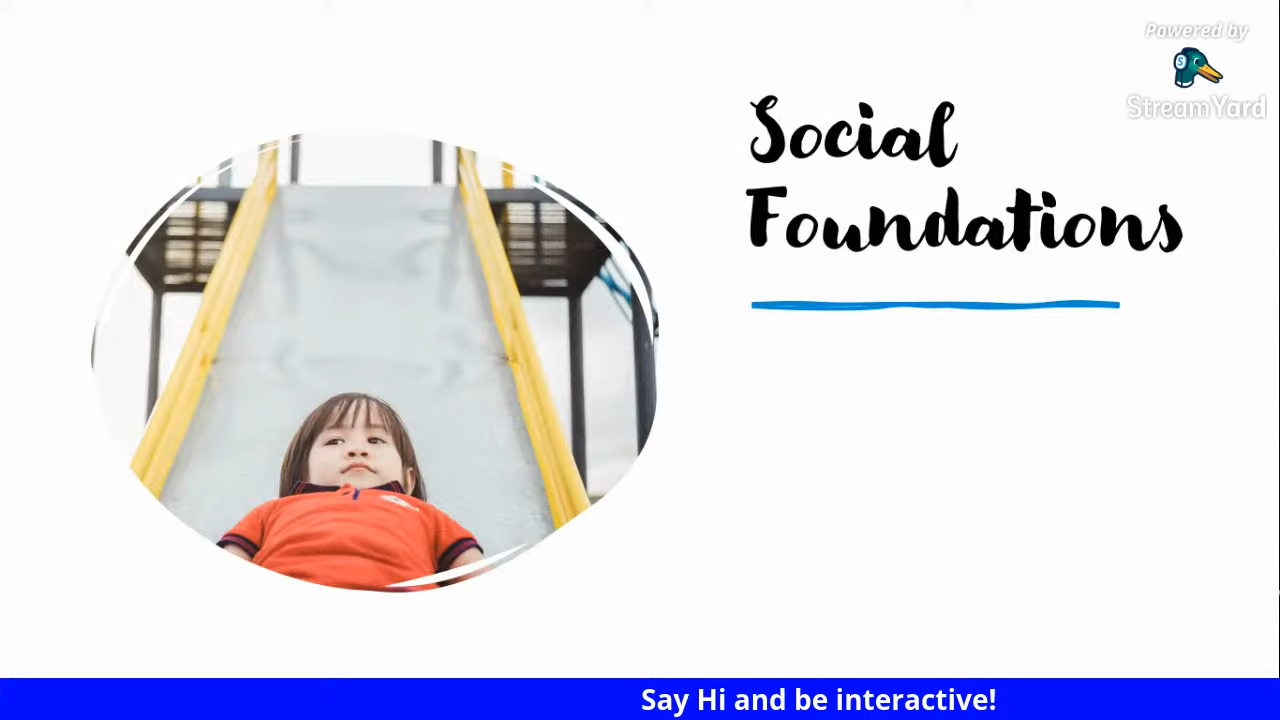 Powered by
StreamYard
Social
Foundations
Say Hi and be interactive!